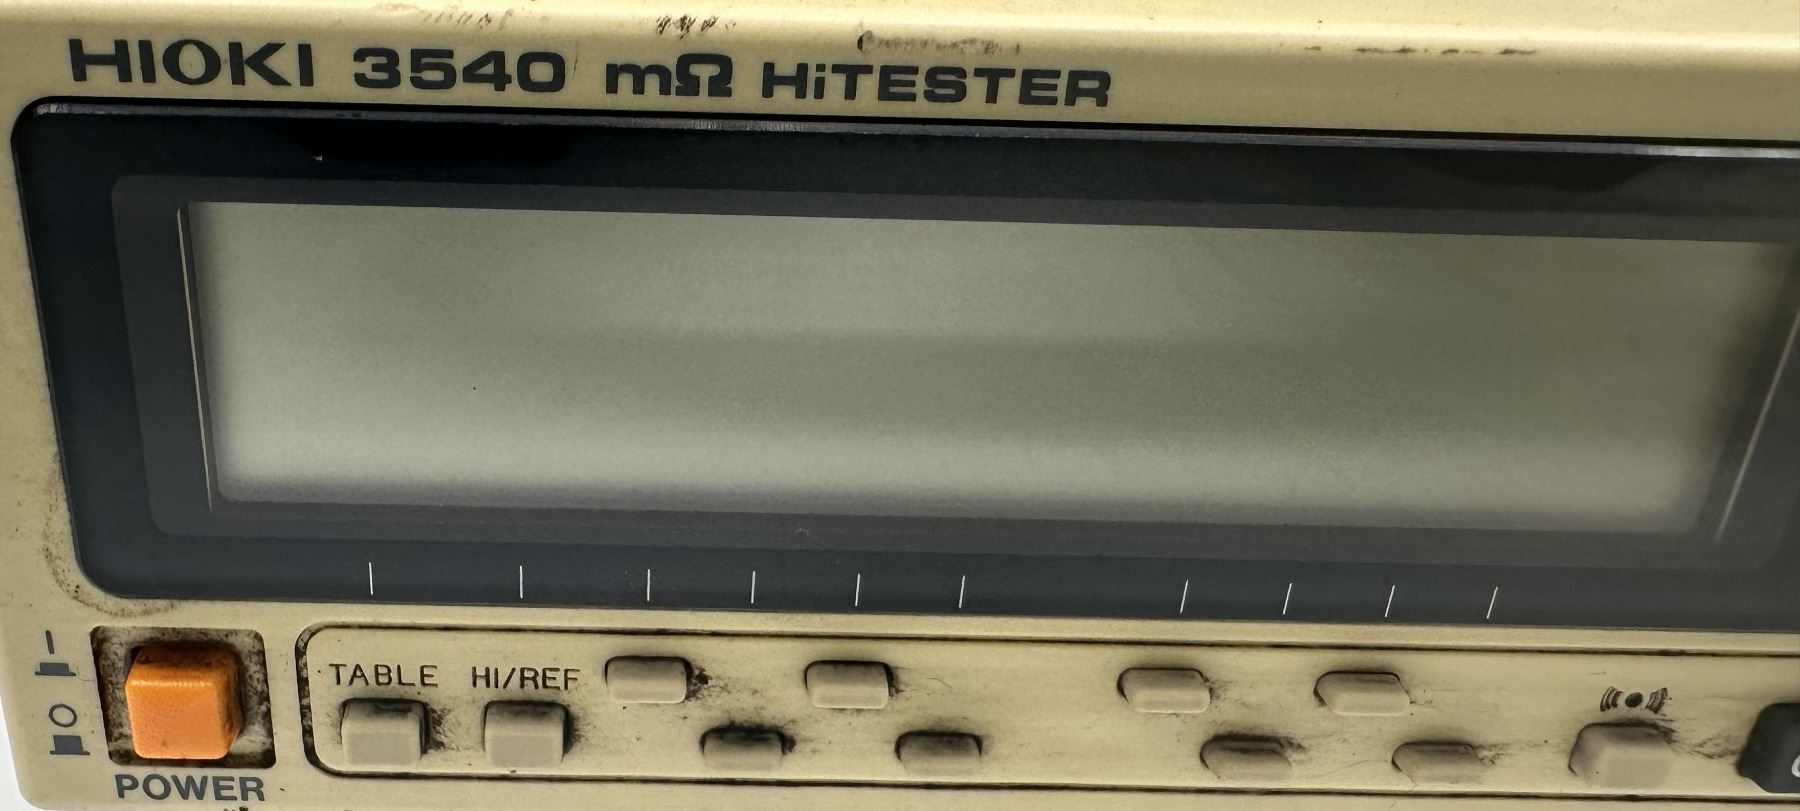 HIOKI 3540 mΩ HiTESTER
TABLE HI/REF
POWER